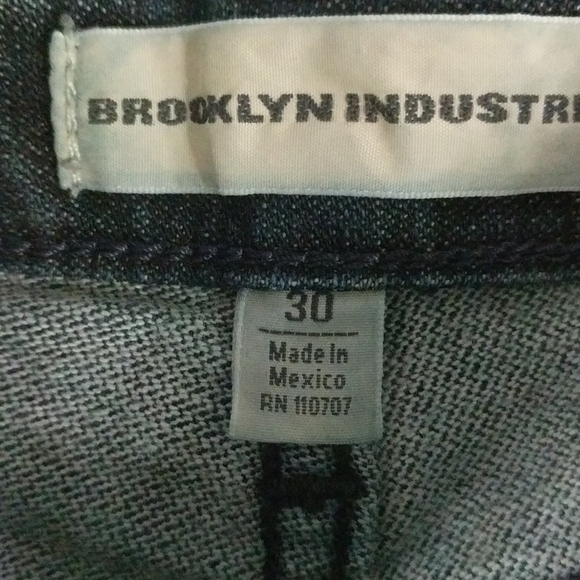 BROOKLYN INDUSTRI
30
Made In
Mexico
RN 110707